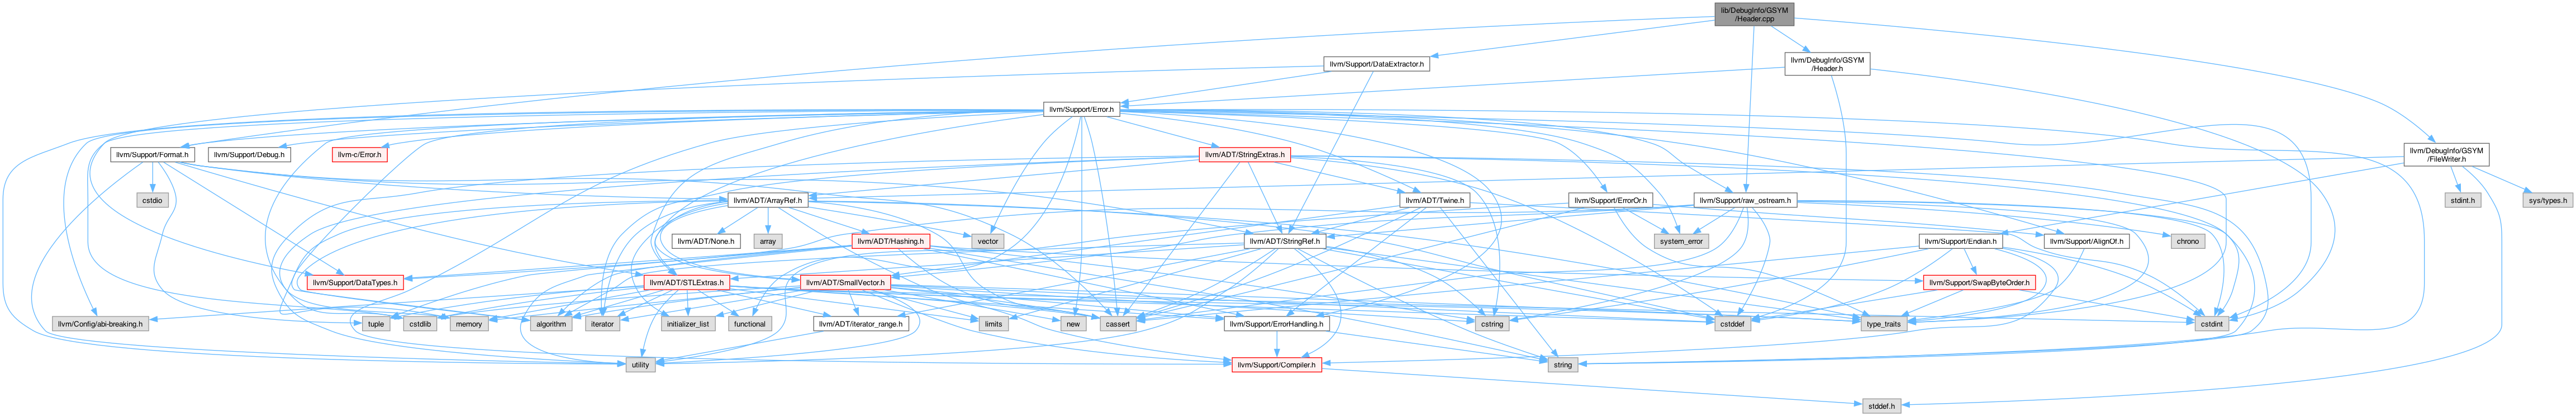 lib/DebugInfo/GSYM
/Header.cpp
llvm/Support/DataExtractor.h
llvm/DebugInfo/GSYM
/Header.h
llvm/Support/Error.h
llvm/Support/Format.h
llvm/Support/Debug.h
llvm-c/Error.h
llvm/ADT/StringExtras.h
llvm/DebugInfo/GSYM
/FileWriter.h
cstdio
llvm/ADT/ArrayRef.h
llvm/ADT/Twine.h
llvm/Support/ErrorOr.h
llvm/Support/raw_ostream.h
stdint.h
sys/types.h
llvm/ADT/None.h
array
llvm/ADT/Hashing.h
vector
llvm/ADT/StringRef.h
system_error
llvm/Support/Endian.h
llvm/Support/AlignOf.h
chrono
llvm/Support/DataTypes.h
llvm/ADT/STLExtras.h
llvm/ADT/SmallVector.h
llvm/Support/SwapByteOrder.h
llvm/Config/abi-breaking.h
tuple
cstdlib
memory
algorithm
iterator
initializer_list
functional
llvm/ADT/iterator_range.h
limits
new
cassert
cstring
llvm/Support/ErrorHandling.h
cstddef
type_traits
cstdint
utility
llvm/Support/Compiler.h
string
stddef.h